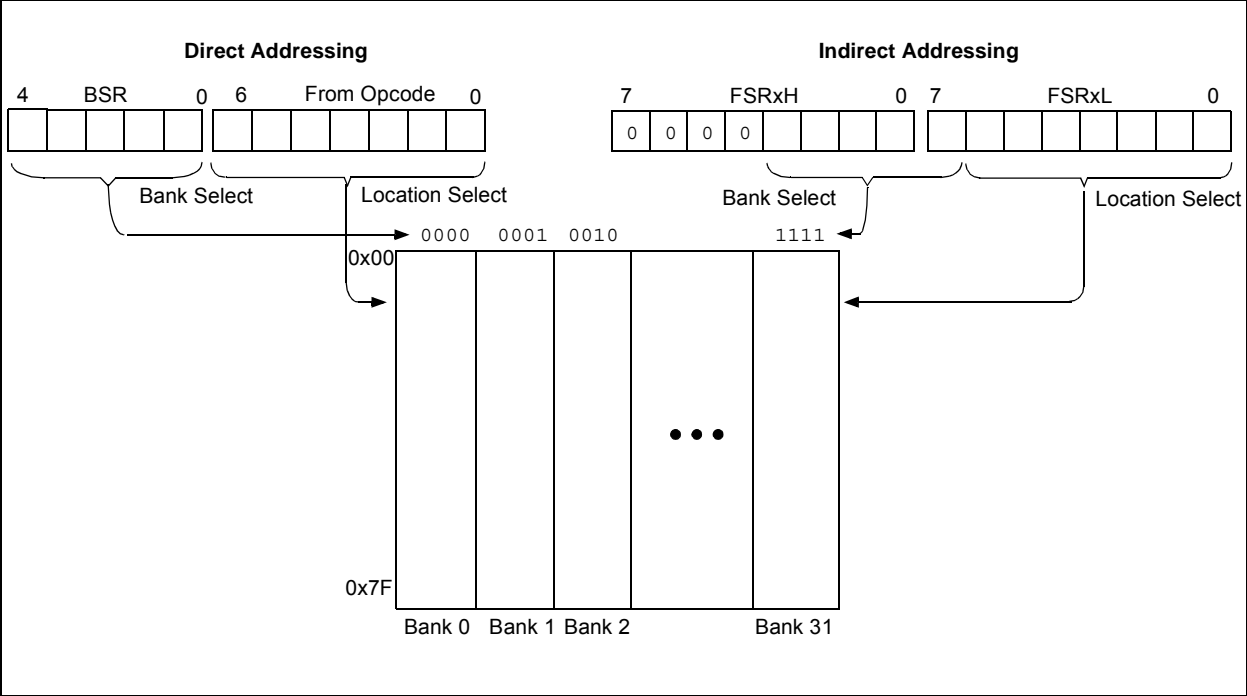 Direct Addressing Indirect Addressing
4 BSR 0 6 From Opcode 0 7 FSRxH 0 7 FSRxL 0
0 0 0 0
Bank Select Location Select Bank Select Location Select
0000 0001 0010 1111
0x00
0x7F
Bank 0 Bank 1 Bank 2 Bank 31